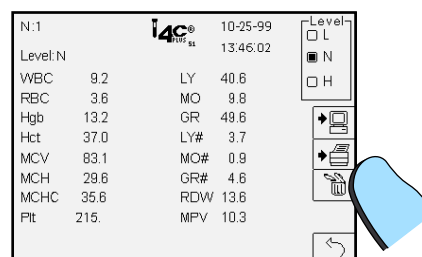 N:1 i4C® PLUS S1 10-25-99 Level
13:46:02 L
Level:N N
WBC 9.2 LY 40.6 H
RBC 3.6 MO 9.8
Hgb 13.2 GR 49.6
Hct 37.0 LY# 3.7
MCV 83.1 MO# 0.9
MCH 29.6 GR# 4.6
MCHC 35.6 RDW 13.6
Plt 215. MPV 10.3